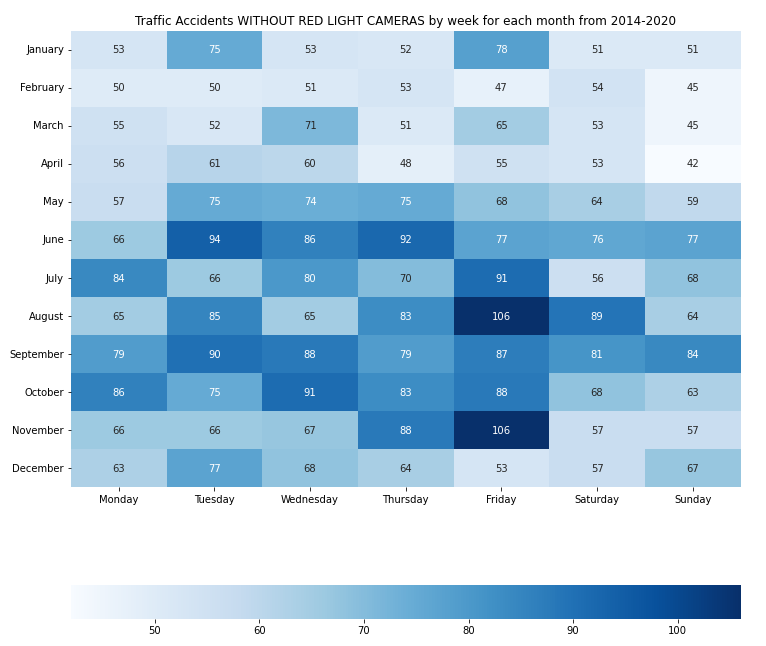 Traffic Accidents WITHOUT RED LIGHT CAMERAS by week for each month from 2014-2020
January 53 75 53 52 78 51 51
February 50 50 51 53 47 54 45
March 55 52 71 51 65 53 45
April 56 61 60 48 55 53 42
May 57 75 74 75 68 64 59
June 66 94 86 92 77 76 77
July 84 66 80 70 91 56 68
August 65 85 65 83 106 89 64
September 79 90 88 79 87 81 84
October 86 75 91 83 88 68 63
November 66 66 67 88 106 57 57
December 63 77 68 64 53 57 67
Monday Tuesday Wednesday Thursday Friday Saturday Sunday
50 60 70 80 90 100